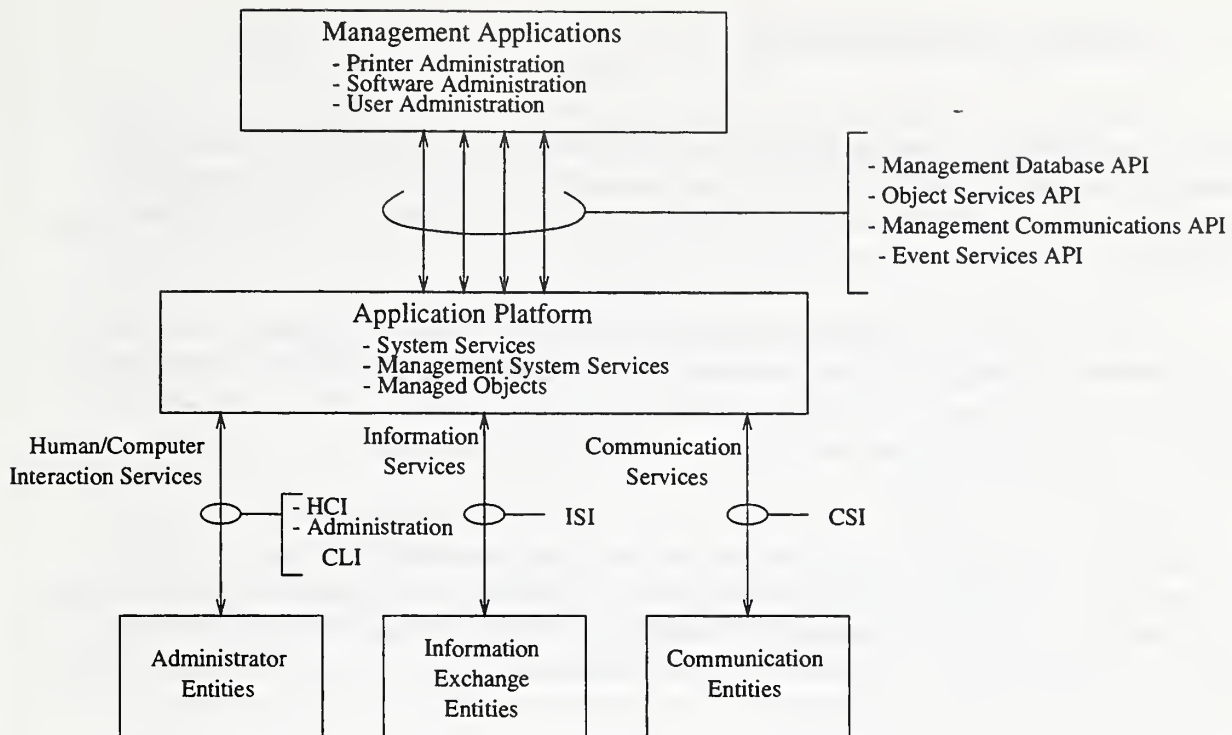 Management Applications
- Printer Administration
- Software Administration
- User Administration
- Management Database API
- Object Services API
- Management Communications API
- Event Services API
Application Platform
- System Services
- Management System Services
- Managed Objects
Human/Computer
Interaction Services
Information
Services
Communication
Services
- HCI
- Administration
CLI
ISI
CSI
Administrator
Entities
Information
Exchange
Entities
Communication
Entities